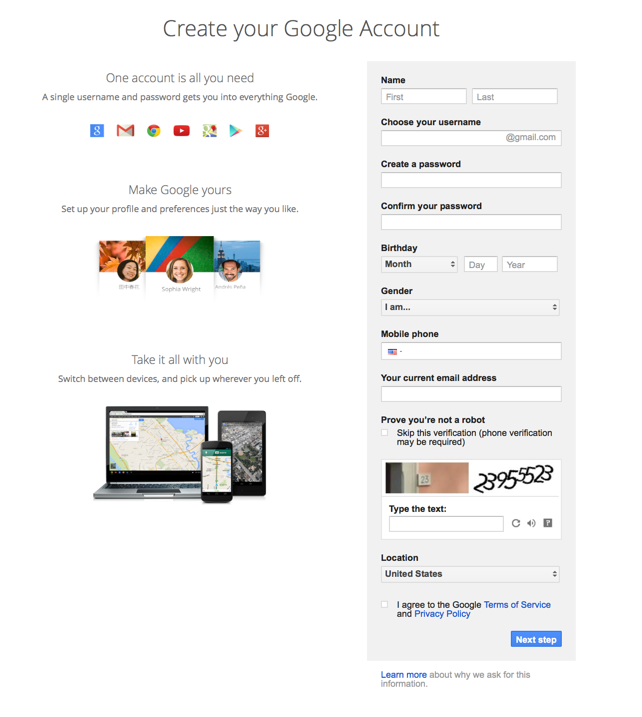 Create your Google Account
One account is all you need
A single username and password gets you into everything Google.
Make Google yours
Set up your profile and preferences just the way you like.
Sophia Wright
Andrés Peña
Take it all with you
Switch between devices, and pick up wherever you left off.
Name
First
Last
Choose your username
@gmail.com
Create a password
Confirm your password
Birthday
Month
Day
Year
Gender
I am...
Mobile phone
Your current email address
Prove you're not a robot
Skip this verification (phone verification
may be required)
23
23955523
Type the text:
Location
United States
I agree to the Google Terms of Service
and Privacy Policy
Next step
Learn more about why we ask for this
information.